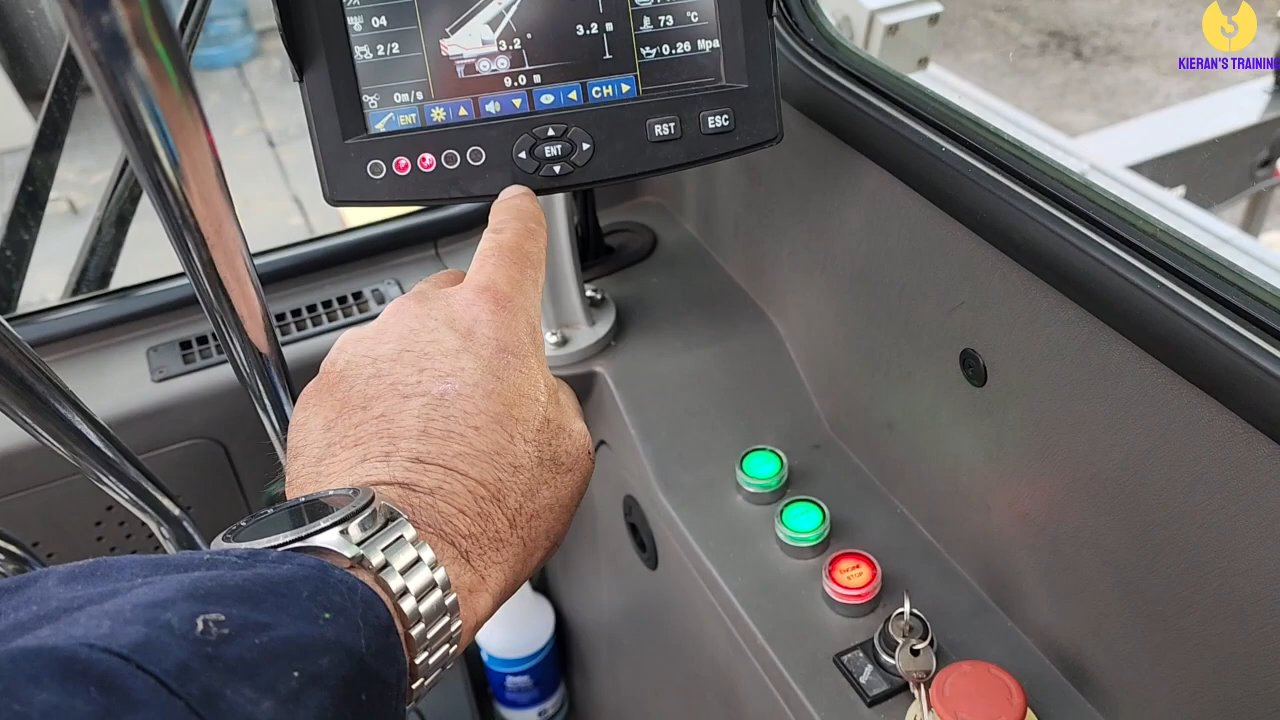 04
2/2
0m/s
3.2°
3.2 m
9.0 m
73 °C
0.26 Mpa
ENT
CH
ENT
RST
ESC
ENGINE
STOP
5
KIERAN'S TRAINING